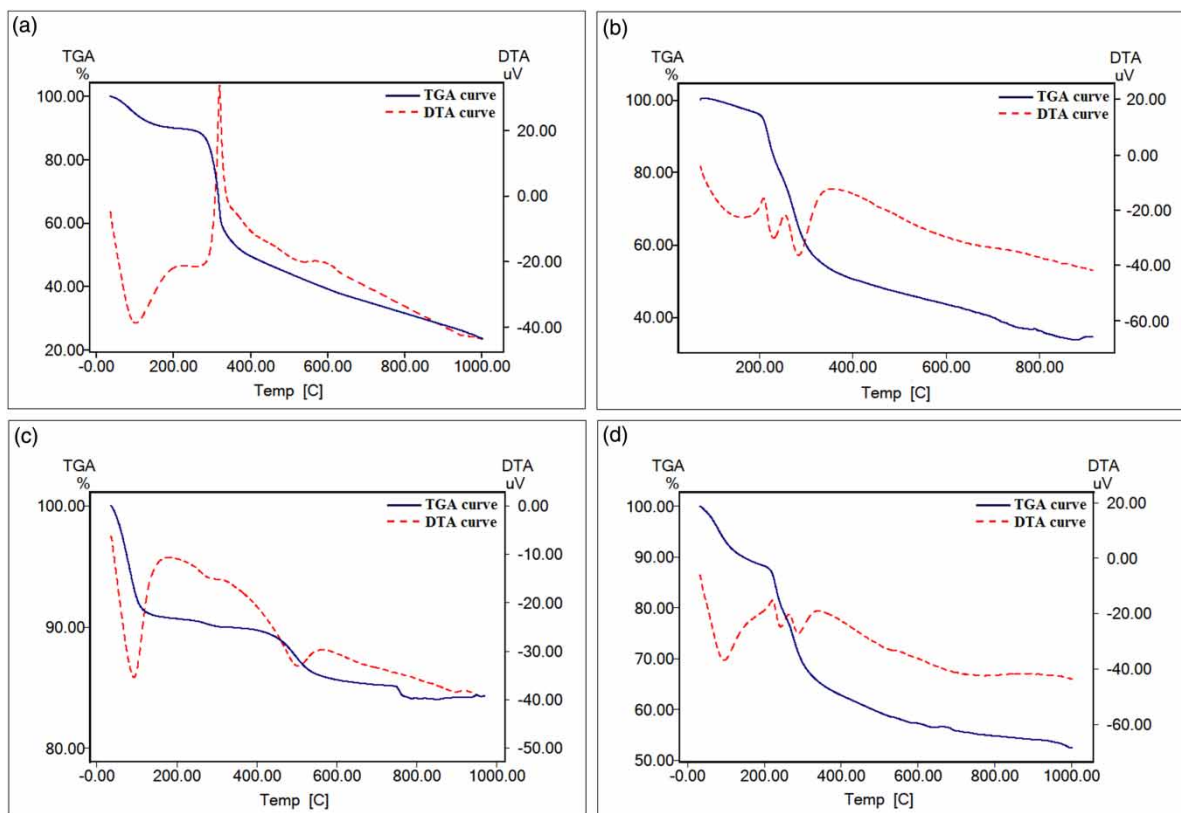 (a)
TGA
%
DTA
uV
TGA curve
DTA curve
100.00
80.00
60.00
40.00
20.00
20.00
0.00
-20.00
-40.00
-0.00 200.00 400.00 600.00 800.00 1000.00
Temp [C]
(b)
TGA
%
DTA
uV
TGA curve
DTA curve
100.00
80.00
60.00
40.00
20.00
0.00
-20.00
-40.00
-60.00
200.00 400.00 600.00 800.00
Temp [C]
(c)
TGA
%
DTA
uV
TGA curve
DTA curve
100.00
90.00
80.00
0.00
-10.00
-20.00
-30.00
-40.00
-50.00
-0.00 200.00 400.00 600.00 800.00 1000.00
Temp [C]
(d)
TGA
%
DTA
uV
TGA curve
DTA curve
100.00
90.00
80.00
70.00
60.00
50.00
20.00
0.00
-20.00
-40.00
-60.00
-0.00 200.00 400.00 600.00 800.00 1000.00
Temp [C]